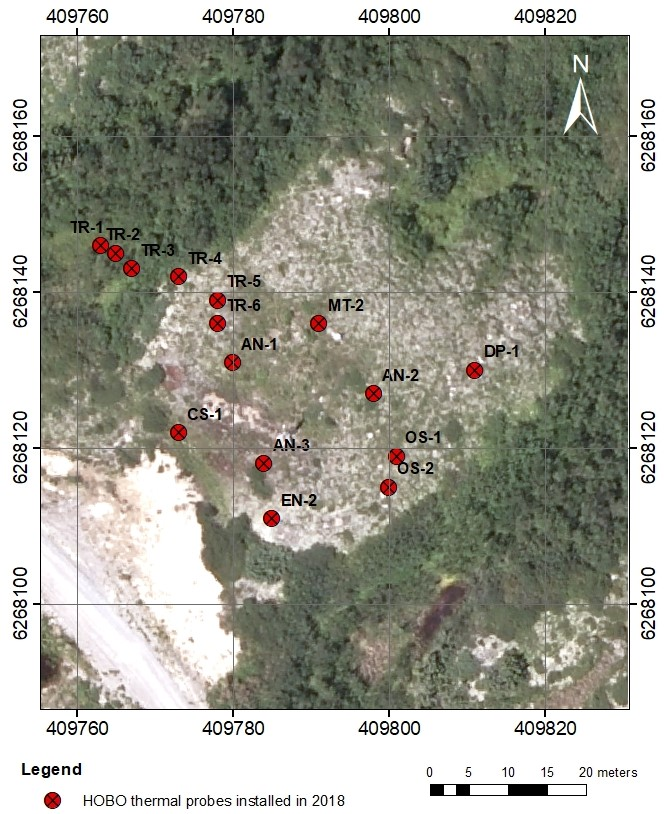 409760 409780 409800 409820
N
6268160 6268160
TR-1 TR-2
TR-3
TR-4
6268140 6268140
TR-5
TR-6 MT-2
AN-1
DP-1
AN-2
CS-1
6268120 6268120
OS-1
AN-3
OS-2
EN-2
6268100 6268100
409760 409780 409800 409820
Legend
0 5 10 15 20 meters
HOBO thermal probes installed in 2018